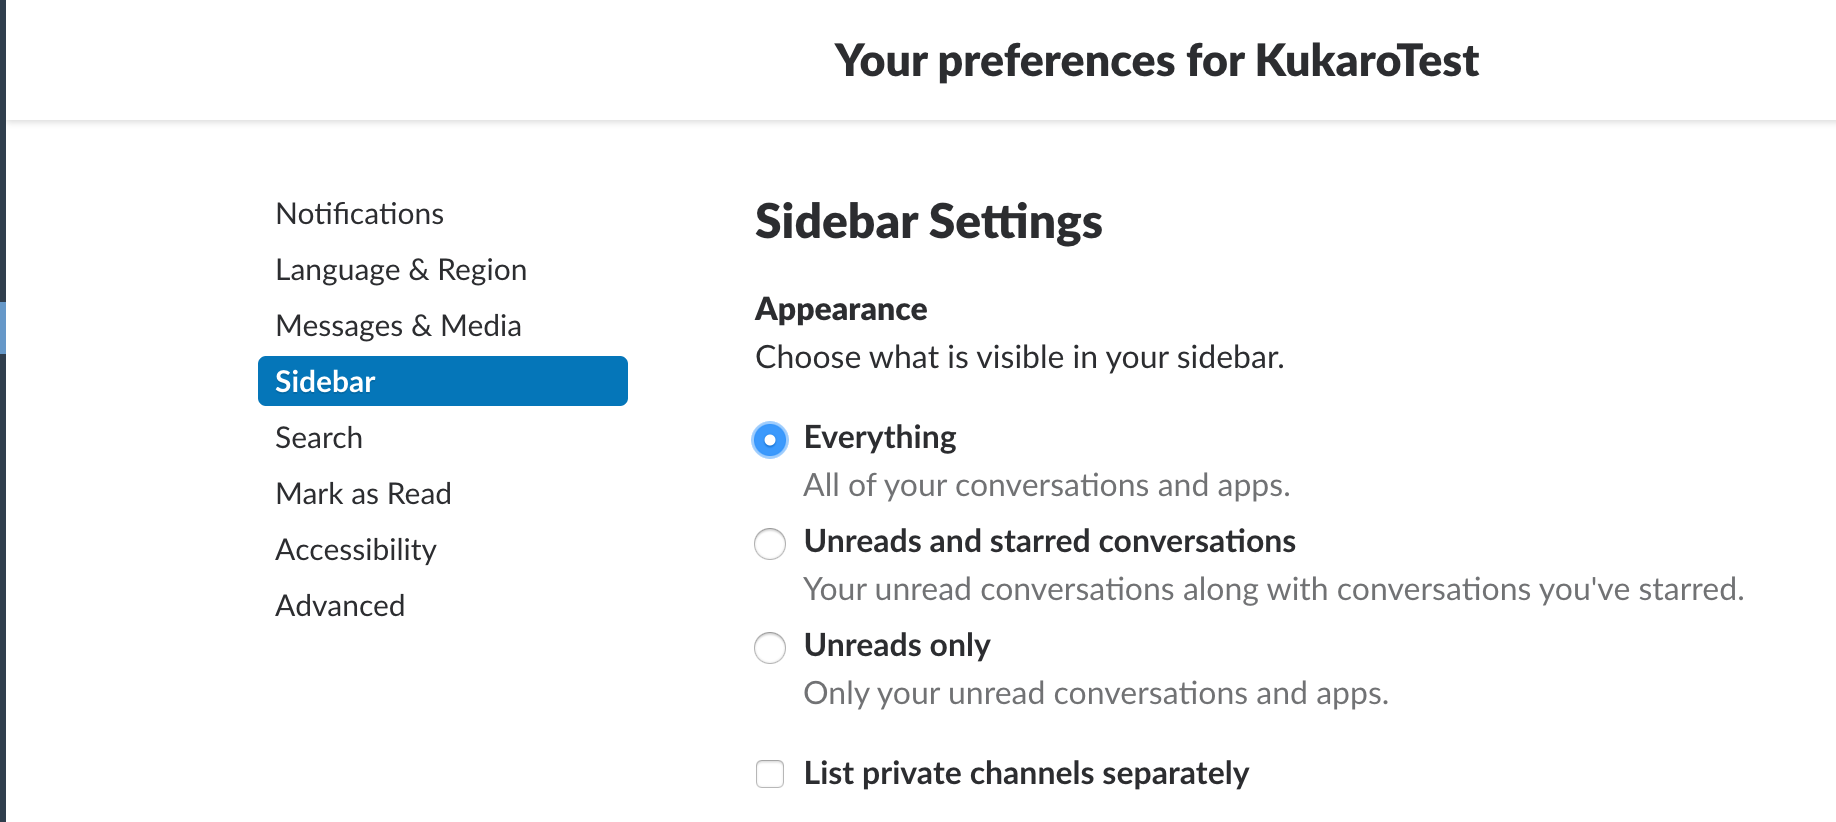 Your preferences for KukaroTest
Notifications
Language & Region
Messages & Media
Sidebar
Search
Mark as Read
Accessibility
Advanced
Sidebar Settings
Appearance
Choose what is visible in your sidebar.
Everything
All of your conversations and apps.
Unreads and starred conversations
Your unread conversations along with conversations you've starred.
Unreads only
Only your unread conversations and apps.
List private channels separately